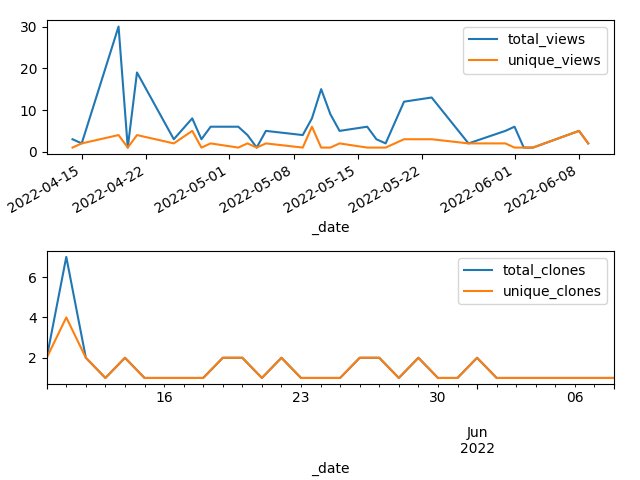 30
20
10
0
total_views
unique_views
2022-04-15
2022-04-22
2022-05-01
2022-05-08
2022-05-15
2022-05-22
2022-06-01
2022-06-08
_date
6
4
2
total_clones
unique_clones
16
23
30
06
Jun
2022
_date